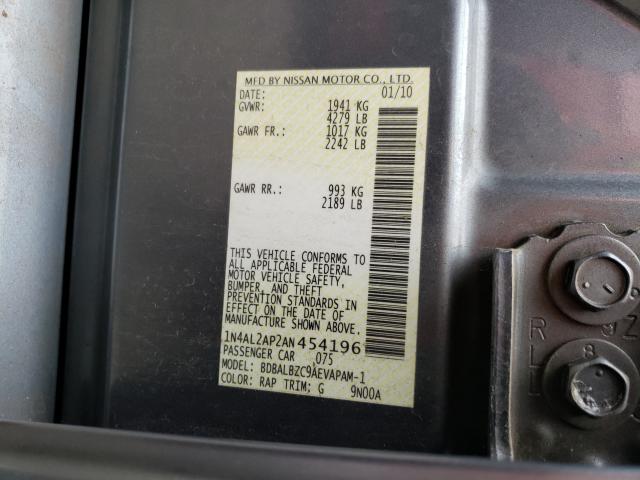 MFD BY NISSAN MOTOR CO., LTD.
DATE: 01/10
GVWR: 1941 KG
4279 LB
GAWR FR.: 1017 KG
2242 LB
GAWR RR.: 993 KG
2189 LB
THIS VEHICLE CONFORMS TO
ALL APPLICABLE FEDERAL
MOTOR VEHICLE SAFETY,
BUMPER, AND THEFT
PREVENTION STANDARDS IN
EFFECT ON THE DATE OF
MANUFACTURE SHOWN ABOVE.
1N4AL2AP2AN454196
PASSENGER CAR 075
MODEL: BDBALBZC9AEVAPAM-1
COLOR: RAP TRIM: G 9N00A
8